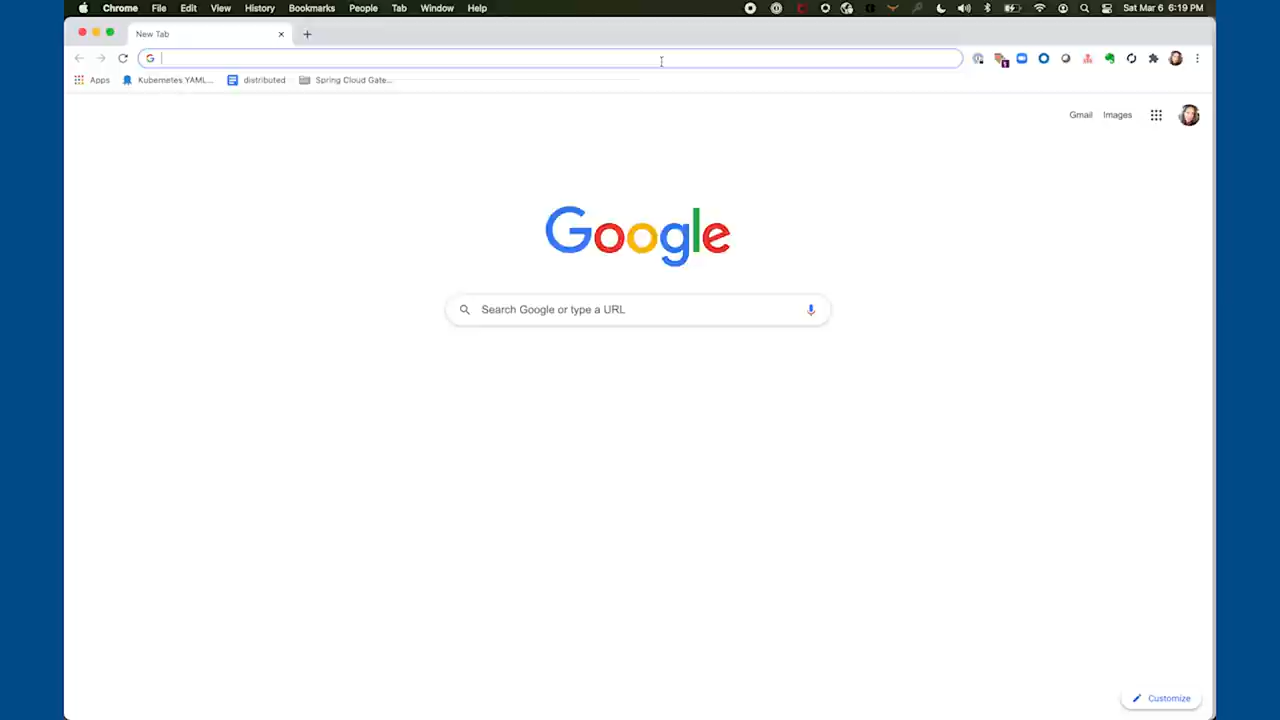 Chrome File Edit View History Bookmarks People Tab Window Help Sat Mar 6 6:19 PM
New Tab
Apps Kubernetes YAML... distributed Spring Cloud Gate...
Gmail Images
Google
Search Google or type a URL
Customize